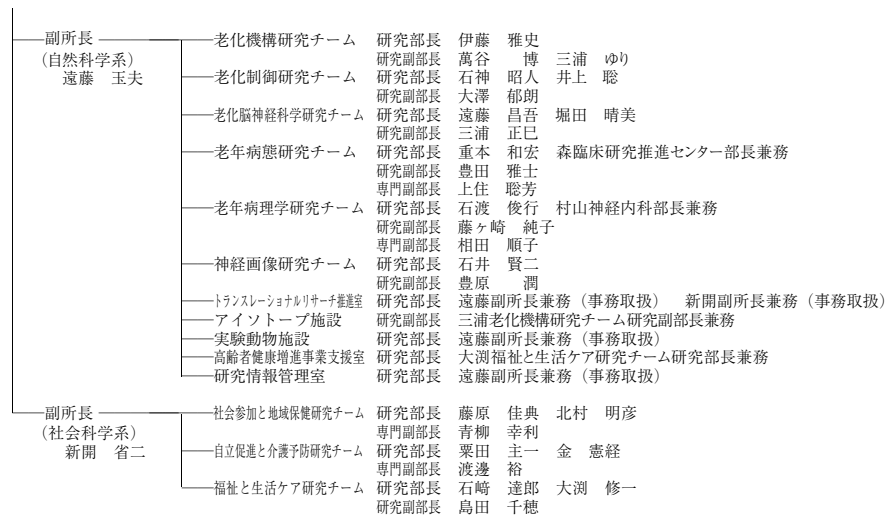 副所長 老化機構研究チーム 研究部長 伊藤 雅史
(自然科学系) 研究副部長 萬谷 博 三浦 ゆり
遠藤 玉夫 老化制御研究チーム 研究部長 石神 昭人 井上 聡
研究副部長 大澤 郁朗
老化脳神経科学研究チーム 研究部長 遠藤 昌吾 堀田 晴美
研究副部長 三浦 正巳
老年病態研究チーム 研究部長 重本 和宏 森臨床研究推進センター部長兼務
研究副部長 豊田 雅士
専門副部長 上住 聡芳
老年病理学研究チーム 研究部長 石渡 俊行 村山神経内科部長兼務
研究副部長 藤ヶ崎 純子
専門副部長 相田 順子
神経画像研究チーム 研究部長 石井 賢二
研究副部長 豊原 潤
トランスレーショナルリサーチ推進室 研究部長 遠藤副所長兼務（事務取扱） 新開副所長兼務（事務取扱）
アイソトープ施設 研究副部長 三浦老化機構研究チーム研究副部長兼務
実験動物施設 研究部長 遠藤副所長兼務（事務取扱）
高齢者健康増進事業支援室 研究部長 大渕福祉と生活ケア研究チーム研究部長兼務
研究情報管理室 研究部長 遠藤副所長兼務（事務取扱）
副所長 社会参加と地域保健研究チーム 研究部長 藤原 佳典 北村 明彦
(社会科学系) 専門副部長 青柳 幸利
新開 省二 自立促進と介護予防研究チーム 研究部長 粟田 主一 金 憲経
専門副部長 渡邊 裕
福祉と生活ケア研究チーム 研究部長 石﨑 達郎 大渕 修一
研究副部長 島田 千穂